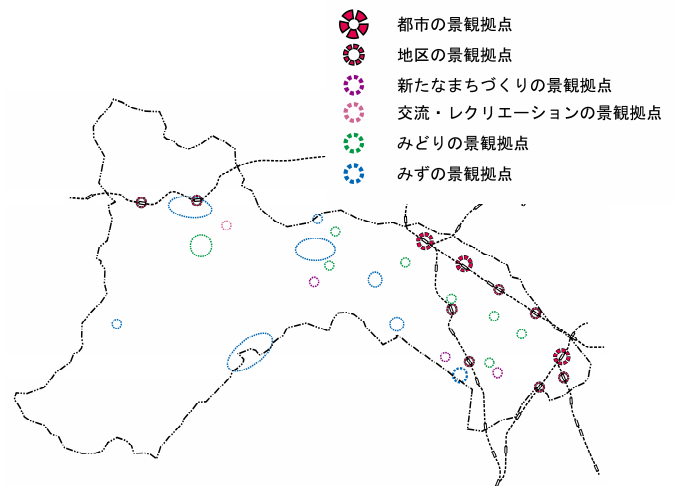 都市の景観拠点
地区の景観拠点
新たなまちづくりの景観拠点
交流・レクリエーションの景観拠点
みどりの景観拠点
みずの景観拠点